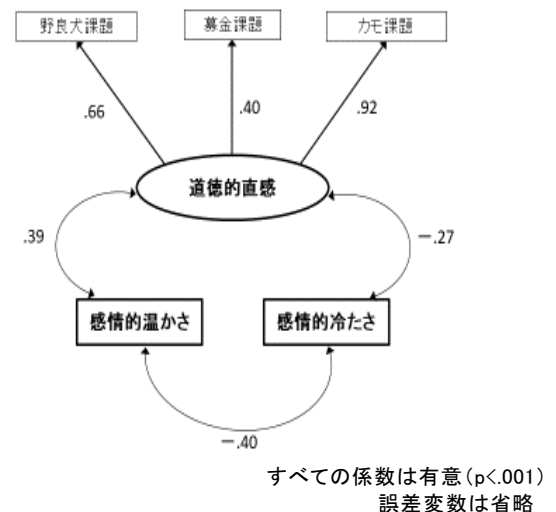 野良犬課題
募金課題
カモ課題
.66
.40
.92
道徳的直感
.39
－.27
感情的温かさ
感情的冷たさ
－.40
すべての係数は有意(p<.001)
誤差変数は省略